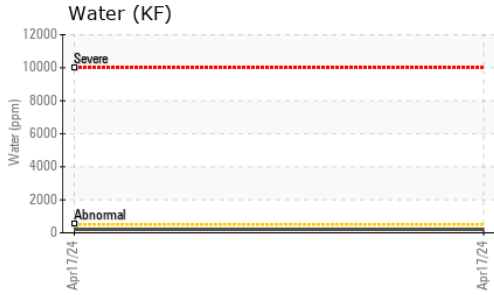 Water (KF)
12000
Severe
10000
8000
Water (ppm)
6000
4000
2000
Abnormal
0
Apr17/24
Apr17/24